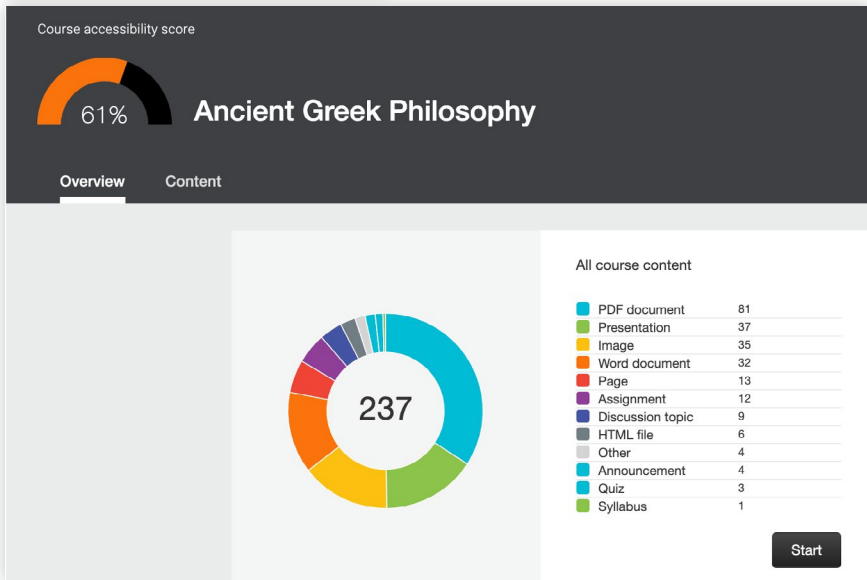 Course accessibility score
61%
Ancient Greek Philosophy
Overview Content
All course content
237
PDF document 81
Presentation 37
Image 35
Word document 32
Page 13
Assignment 12
Discussion topic 9
HTML file 6
Other 4
Announcement 4
Quiz 3
Syllabus 1
Start